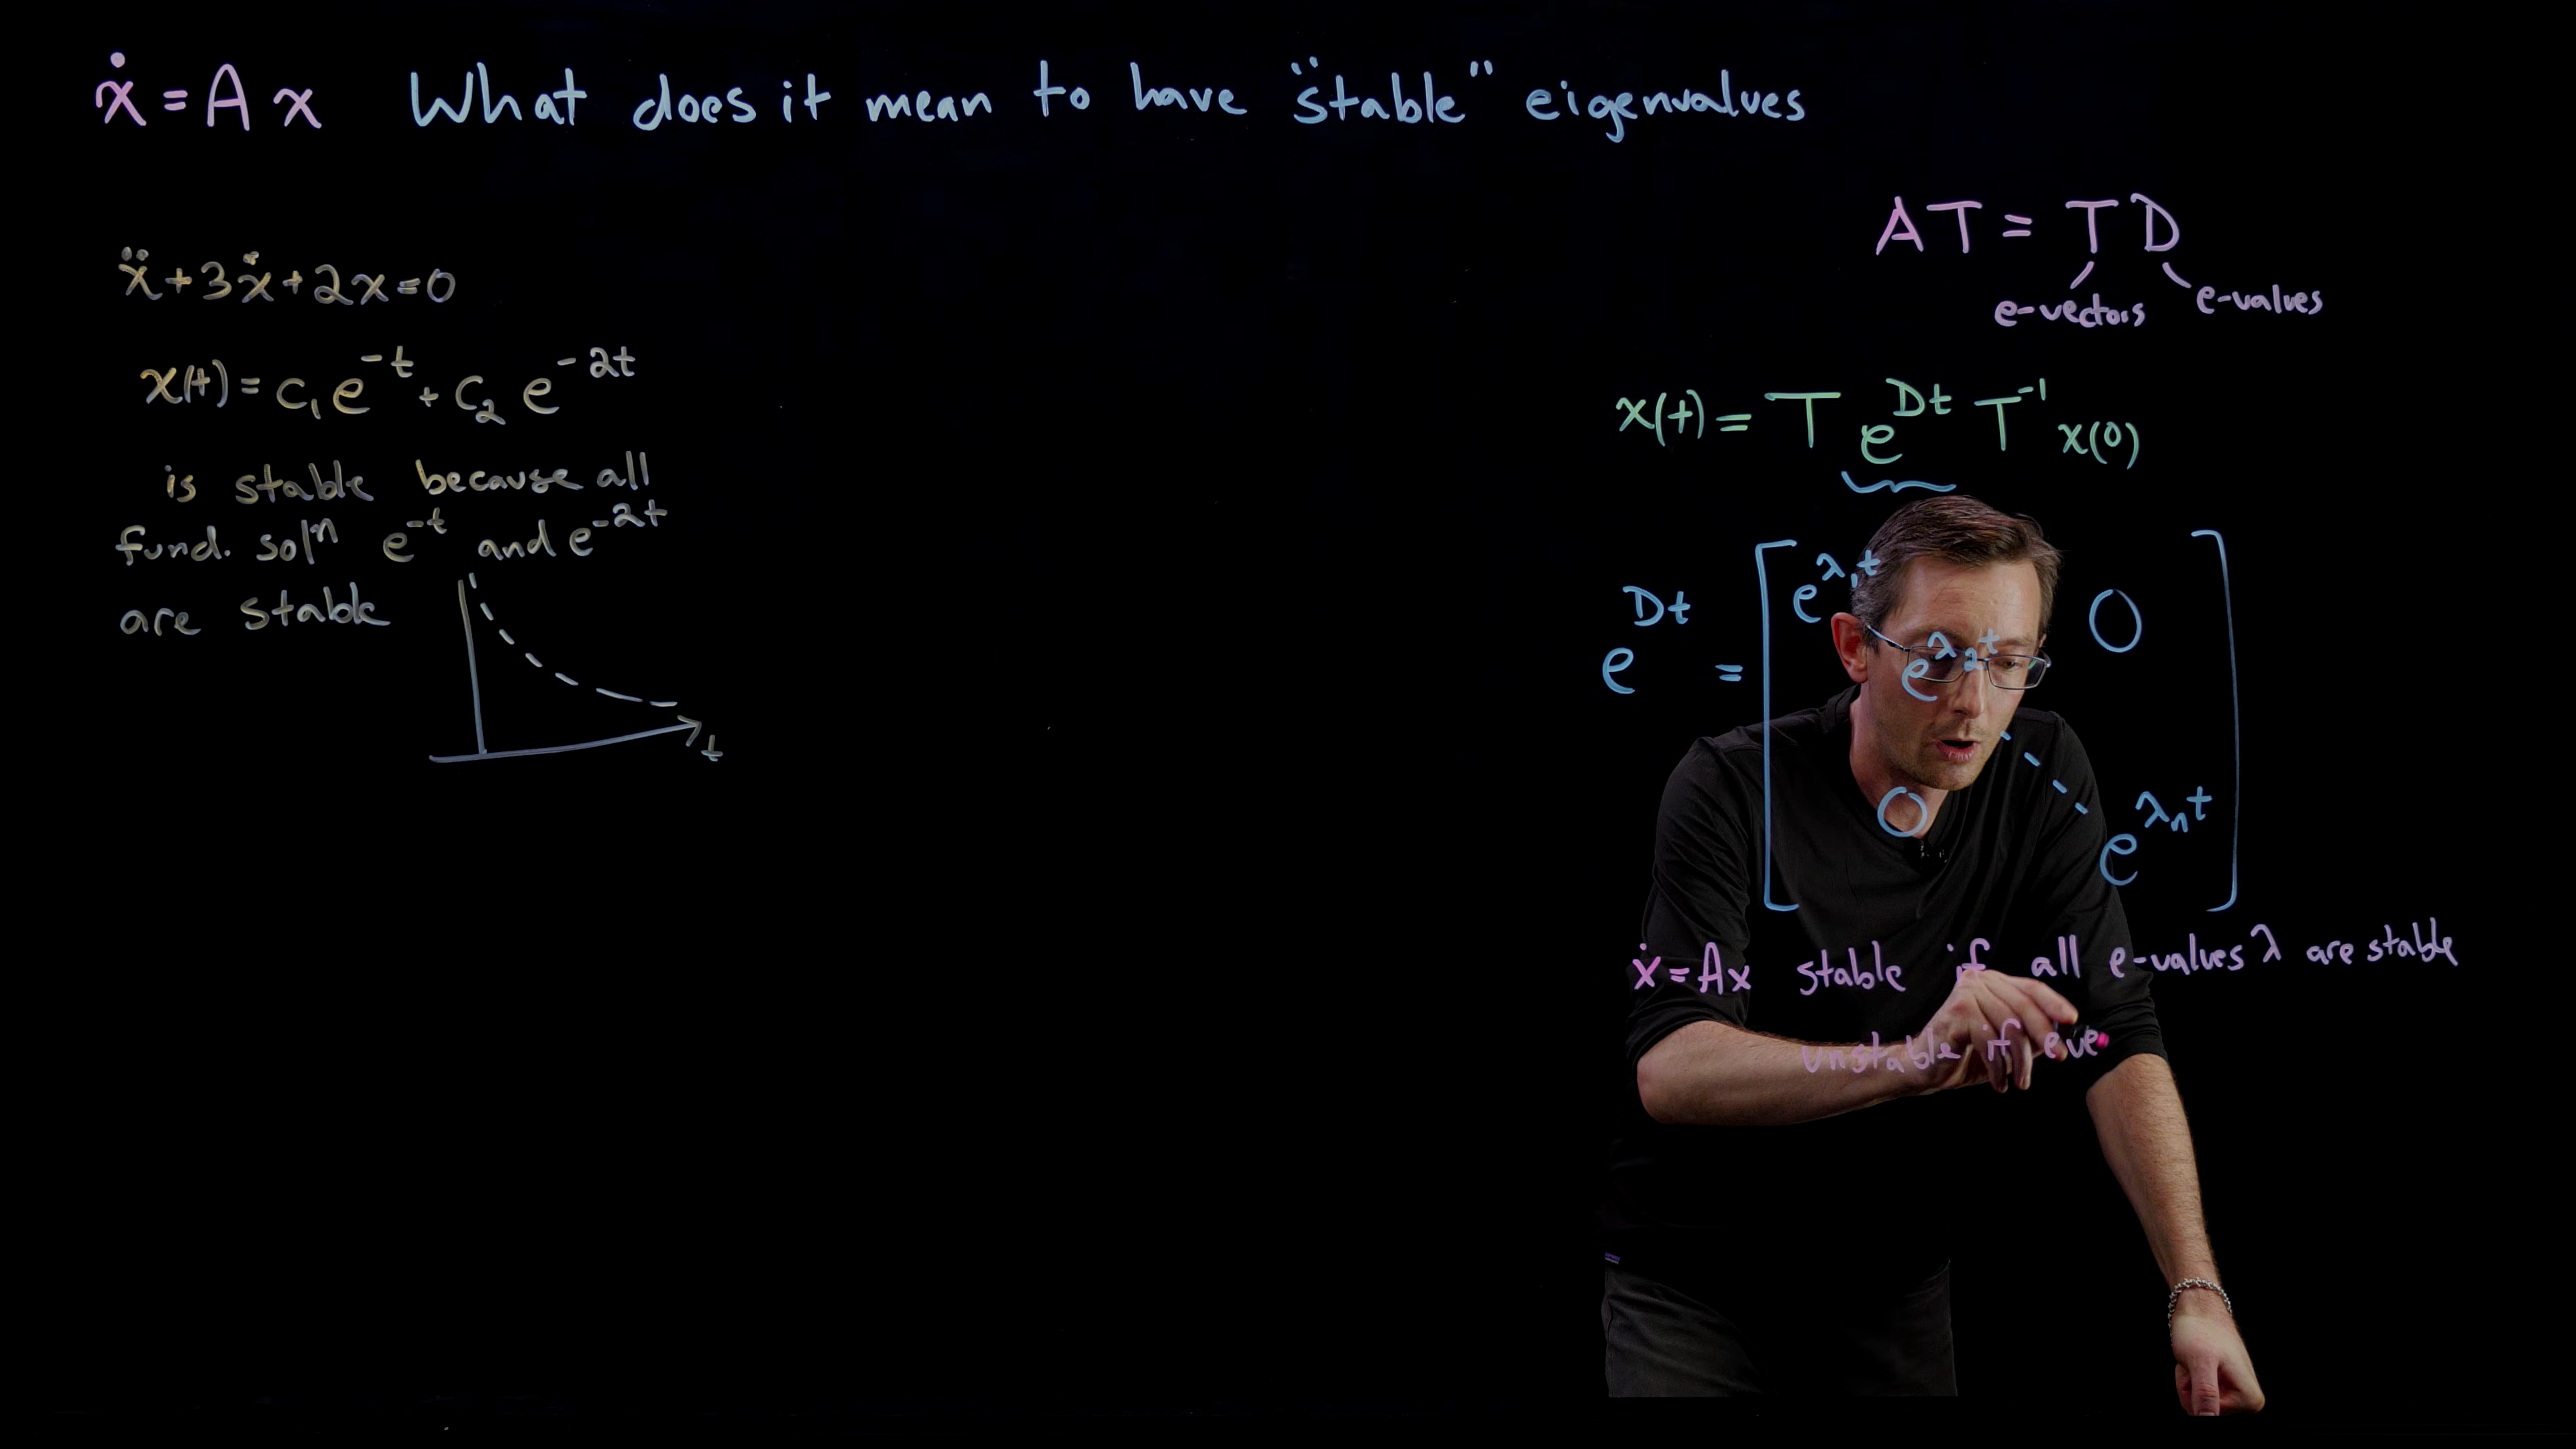 ẋ = A x What does it mean to have "stable" eigenvalues
ẍ + 3ẋ + 2x = 0
x(t) = c₁ e^{-t} + c₂ e^{-2t}
is stable because all
fund. solⁿ e^{-t} and e^{-2t}
are stable
t
AT = TD
e-vectors e-values
x(t) = T e^{Dt} T^{-1} x(0)
e^{Dt} = [ e^{λ₁t} 0
e^{λ₂t}
0 e^{λₙt} ]
ẋ = Ax stable if all e-values λ are stable
unstable if eve